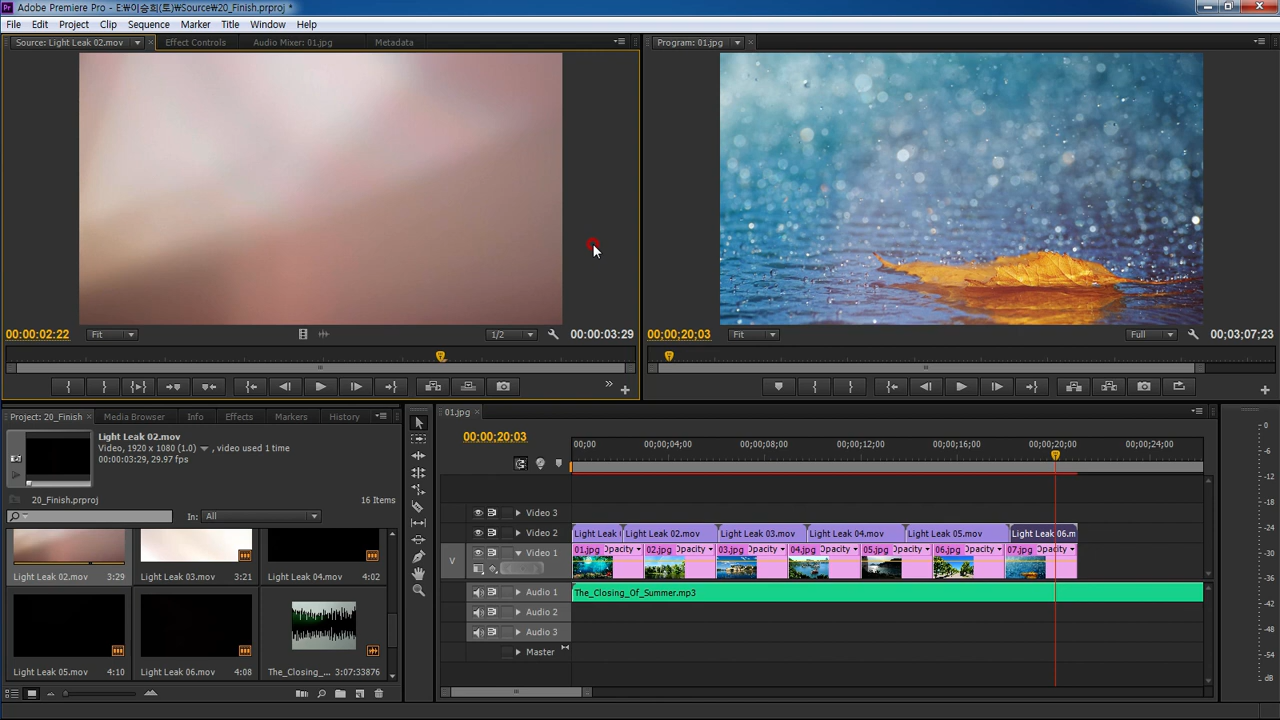 Adobe Premiere Pro - E:₩이승희(토)₩Source₩20_Finish.prproj *
File Edit Project Clip Sequence Marker Title Window Help
Source: Light Leak 02.mov Effect Controls Audio Mixer: 01.jpg Metadata
Program: 01.jpg
00:00:02:22 Fit 1/2 00:00:03:29
00;00;20;03 Fit Full 00;03;07;23
Project: 20_Finish Media Browser Info Effects Markers History
Light Leak 02.mov
Video, 1920 x 1080 (1.0) , video used 1 time
00:00:03:29, 29.97 fps
20_Finish.prproj 16 Items
In: All
Light Leak 02.mov 3:29 Light Leak 03.mov 3:21 Light Leak 04.mov 4:02
Light Leak 05.mov 4:10 Light Leak 06.mov 4:08 The_Closing_... 3:07:33876
01.jpg
00;00;20;03
00;00 00;00;04;00 00;00;08;00 00;00;12;00 00;00;16;00 00;00;20;00 00;00;24;00
Video 3
Video 2 Light Leak Light Leak 02.mov Light Leak 03.mov Light Leak 04.mov Light Leak 05.mov Light Leak 06.m
V Video 1 01.jpg Opacity 02.jpg Opacity 03.jpg Opacity 04.jpg Opacity 05.jpg Opacity 06.jpg Opacity 07.jpg Opacity
Audio 1 The_Closing_Of_Summer.mp3
Audio 2
Audio 3
Master
0
-6
-12
-18
-24
-30
-36
-42
-48
-54
dB